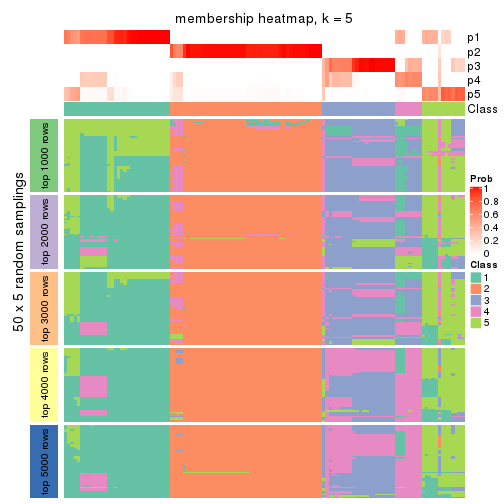 membership heatmap, k = 5
p1
p2
p3
p4
p5
Class
50 x 5 random samplings
top 1000 rows
top 2000 rows
top 3000 rows
top 4000 rows
top 5000 rows
Prob
1
0.8
0.6
0.4
0.2
0
Class
1
2
3
4
5